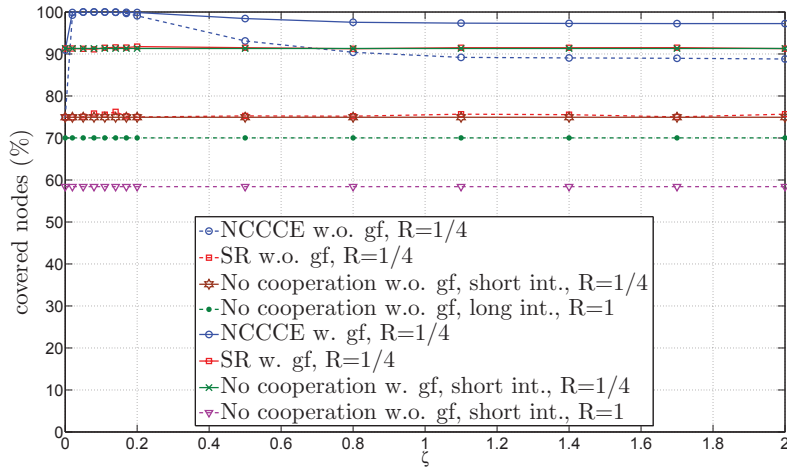 100
90
80
70
60
50
40
30
20
10
0
covered nodes (%)
NCCCE w.o. gf, R=1/4
SR w.o. gf, R=1/4
No cooperation w.o. gf, short int., R=1/4
No cooperation w.o. gf, long int., R=1
NCCCE w. gf, R=1/4
SR w. gf, R=1/4
No cooperation w. gf, short int., R=1/4
No cooperation w.o. gf, short int., R=1
0 0.2 0.4 0.6 0.8 1 1.2 1.4 1.6 1.8 2
ζ